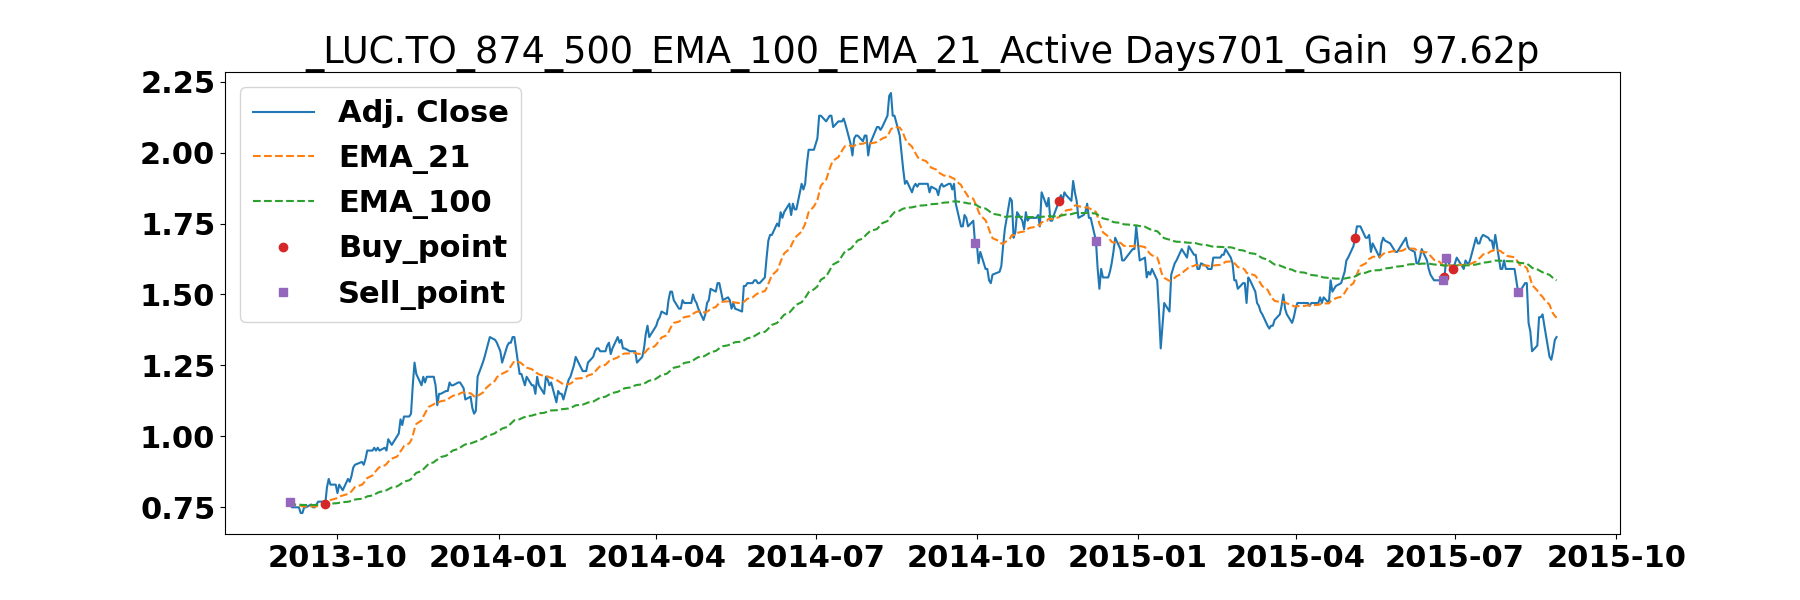 _LUC.TO_874_500_EMA_100_EMA_21_Active Days701_Gain  97.62p
2.25
2.00
1.75
1.50
1.25
1.00
0.75
Adj. Close
EMA_21
EMA_100
Buy_point
Sell_point
2013-10 2014-01 2014-04 2014-07 2014-10 2015-01 2015-04 2015-07 2015-10